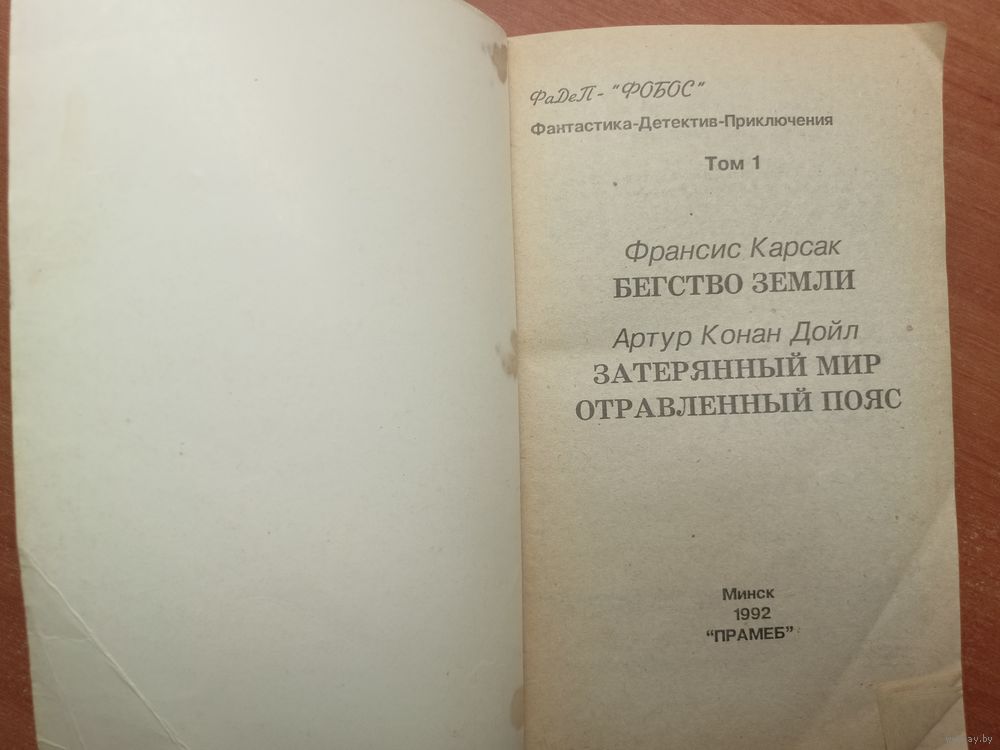 ФаДеП - "ФОБОС"
Фантастика-Детектив-Приключения
Том 1
Франсис Карсак
БЕГСТВО ЗЕМЛИ
Артур Конан Дойл
ЗАТЕРЯННЫЙ МИР
ОТРАВЛЕННЫЙ ПОЯС
Минск
1992
"ПРАМЕБ"